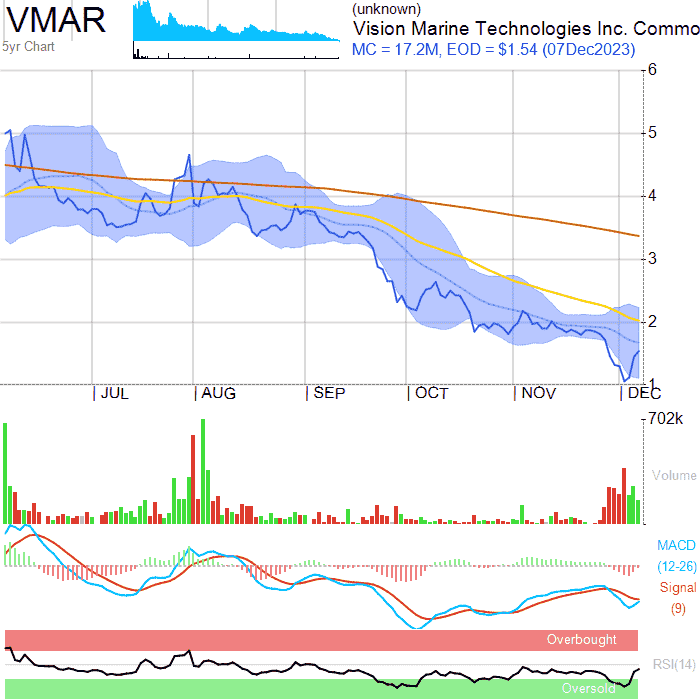 VMAR
5yr Chart
(unknown)
Vision Marine Technologies Inc. Commo
MC = 17.2M, EOD = $1.54 (07Dec2023)
6
5
4
3
2
1
JUL AUG SEP OCT NOV DEC
702k
Volume
MACD
(12-26)
Signal
(9)
Overbought
RSI(14)
Oversold